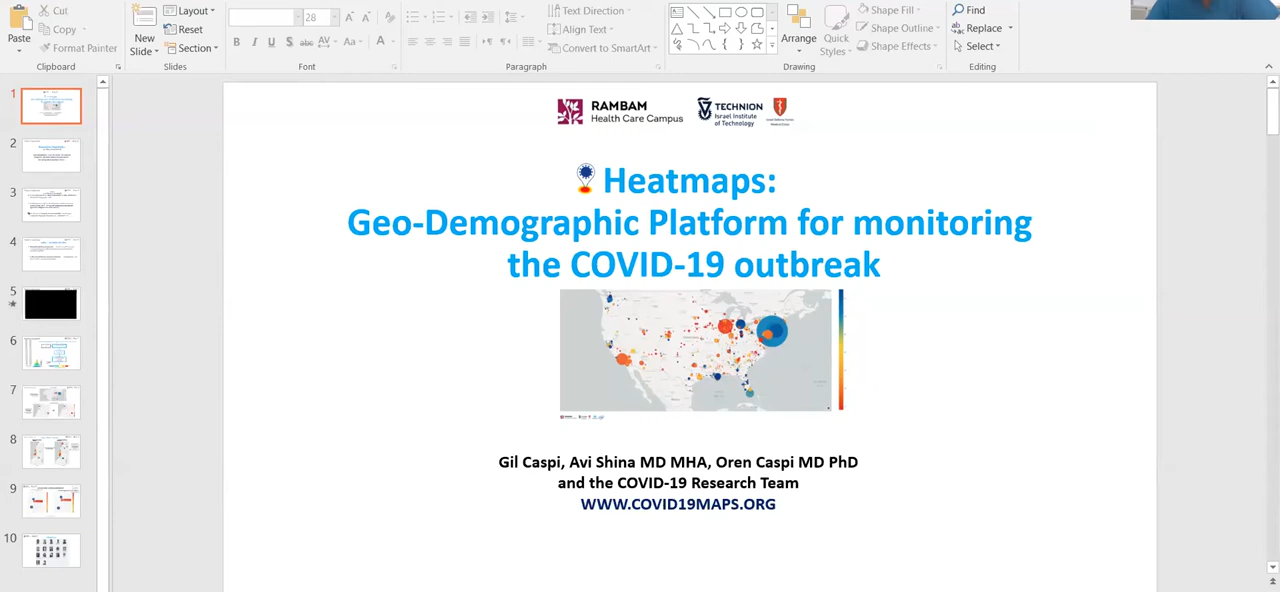 Cut
Copy
Format Painter
Paste
Clipboard
New
Slide
Layout
Reset
Section
Slides
28
B I U S abc AV Aa A
Font
Text Direction
Align Text
Convert to SmartArt
Paragraph
Arrange
Quick
Styles
Shape Fill
Shape Outline
Shape Effects
Drawing
Find
Replace
Select
Editing
1
2
3
4
5
6
7
8
9
10
RAMBAM
Health Care Campus
TECHNION
Israel Institute
of Technology
Heatmaps:
Geo-Demographic Platform for monitoring
the COVID-19 outbreak
Gil Caspi, Avi Shina MD MHA, Oren Caspi MD PhD
and the COVID-19 Research Team
WWW.COVID19MAPS.ORG